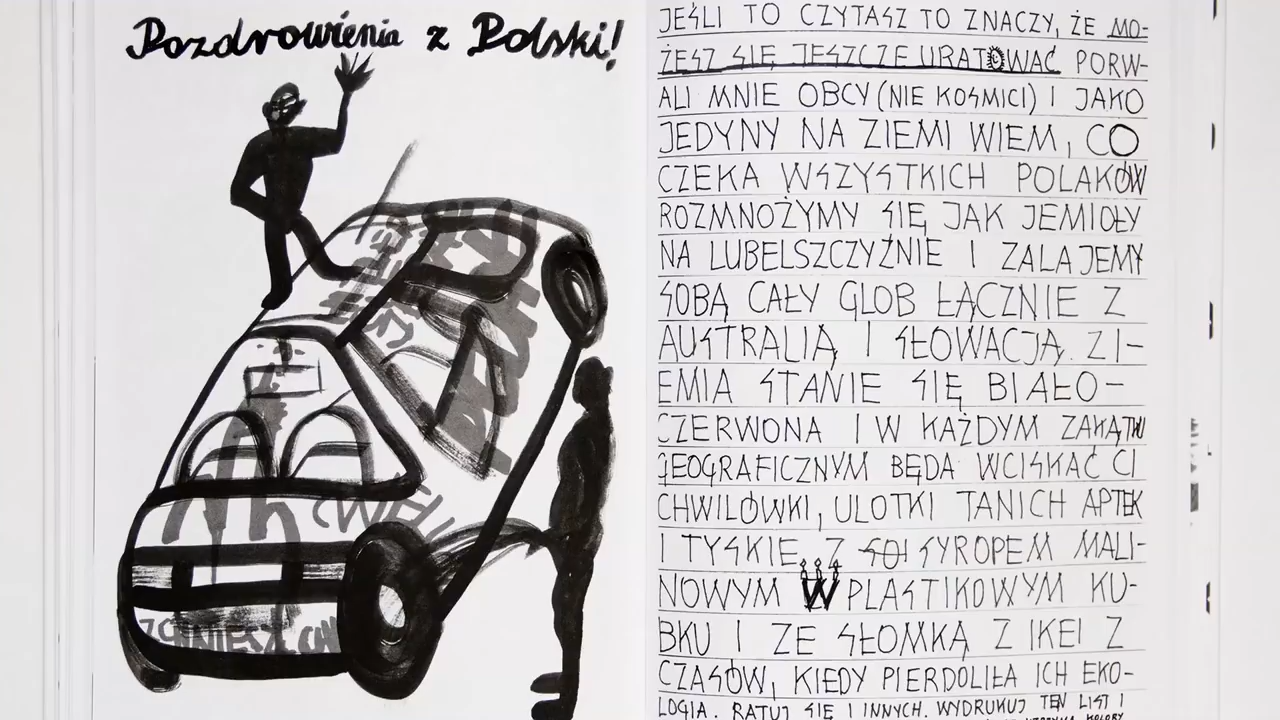 Pozdrowienia z Polski!
JEŚLI TO CZYTASZ TO ZNACZY, ŻE MO-
ŻESZ SIĘ JESZCZE URATOWAĆ PORW-
ALI MNIE OBCY (NIE KOSMICI) I JAKO
JEDYNY NA ZIEMI WIEM, CO
CZEKA WSZYSTKICH POLAKÓW
ROZMNOŻYMY SIĘ JAK JEMIOŁY
NA LUBELSZCZYŹNIE I ZALAJEMY
SOBĄ CAŁY GLOB ŁĄCZNIE Z
AUSTRALIĄ I SŁOWACJĄ. ZI-
EMIA STANIE SIĘ BIAŁO-
CZERWONA I W KAŻDYM ZAKĄTKU
GEOGRAFICZNYM BĘDĄ WCISKAĆ CI
CHWILÓWKI, ULOTKI TANICH APTEK
I TYSKIE Z SYROPEM MALI-
NOWYM W PLASTIKOWYM KU-
BKU I ZE SŁOMKĄ Z IKEI Z
CZASÓW, KIEDY PIERDOLIŁA ICH EKO-
LOGIA. RATUJ SIĘ I INNYCH. WYDRUKUJ TEN LIST I
KOLORY